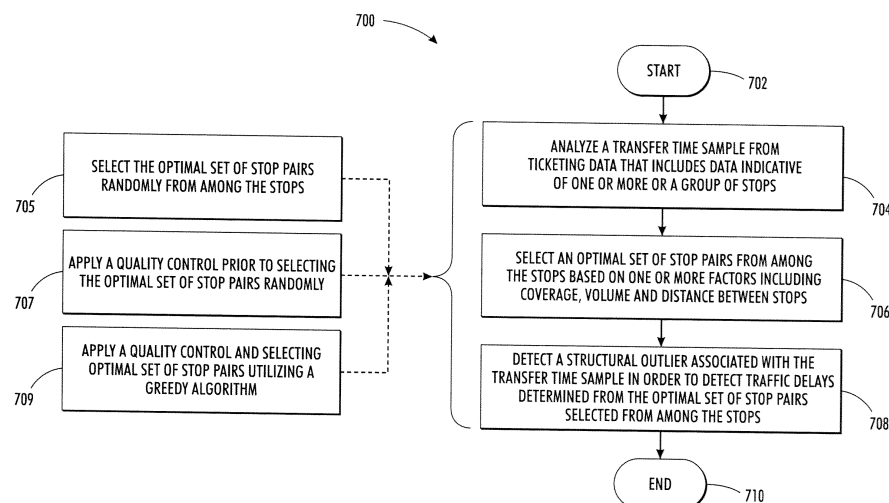 700
START
702
ANALYZE A TRANSFER TIME SAMPLE FROM
TICKETING DATA THAT INCLUDES DATA INDICATIVE
OF ONE OR MORE OR A GROUP OF STOPS
704
SELECT THE OPTIMAL SET OF STOP PAIRS
RANDOMLY FROM AMONG THE STOPS
705
SELECT AN OPTIMAL SET OF STOP PAIRS FROM AMONG
THE STOPS BASED ON ONE OR MORE FACTORS INCLUDING
COVERAGE, VOLUME AND DISTANCE BETWEEN STOPS
706
APPLY A QUALITY CONTROL PRIOR TO SELECTING
THE OPTIMAL SET OF STOP PAIRS RANDOMLY
707
DETECT A STRUCTURAL OUTLIER ASSOCIATED WITH THE
TRANSFER TIME SAMPLE IN ORDER TO DETECT TRAFFIC DELAYS
DETERMINED FROM THE OPTIMAL SET OF STOP PAIRS
SELECTED FROM AMONG THE STOPS
708
APPLY A QUALITY CONTROL AND SELECTING
OPTIMAL SET OF STOP PAIRS UTILIZING A
GREEDY ALGORITHM
709
END
710